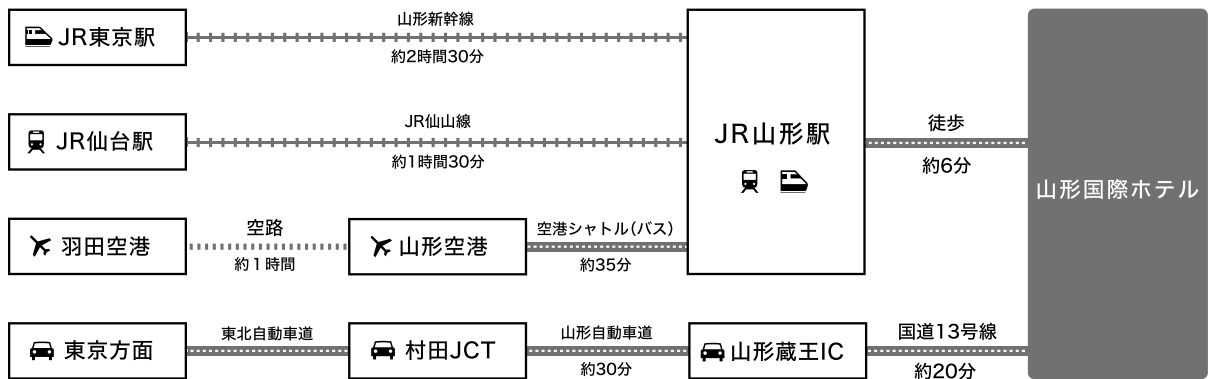 JR東京駅
山形新幹線
約2時間30分
JR仙台駅
JR仙山線
約1時間30分
羽田空港
空路
約1時間
山形空港
空港シャトル(バス)
約35分
JR山形駅
徒歩
約6分
山形国際ホテル
東京方面
東北自動車道
村田JCT
山形自動車道
約30分
山形蔵王IC
国道13号線
約20分